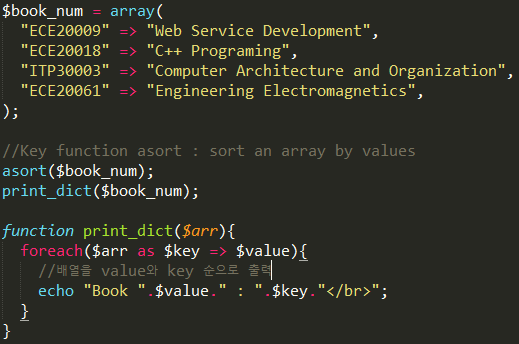 $book_num = array(
"ECE20009" => "Web Service Development",
"ECE20018" => "C++ Programing",
"ITP30003" => "Computer Architecture and Organization",
"ECE20061" => "Engineering Electromagnetics",
);
//Key function asort : sort an array by values
asort($book_num);
print_dict($book_num);
function print_dict($arr){
foreach($arr as $key => $value){
//배열을 value와 key 순으로 출력
echo "Book ".$value." : ".$key."</br>";
}
}